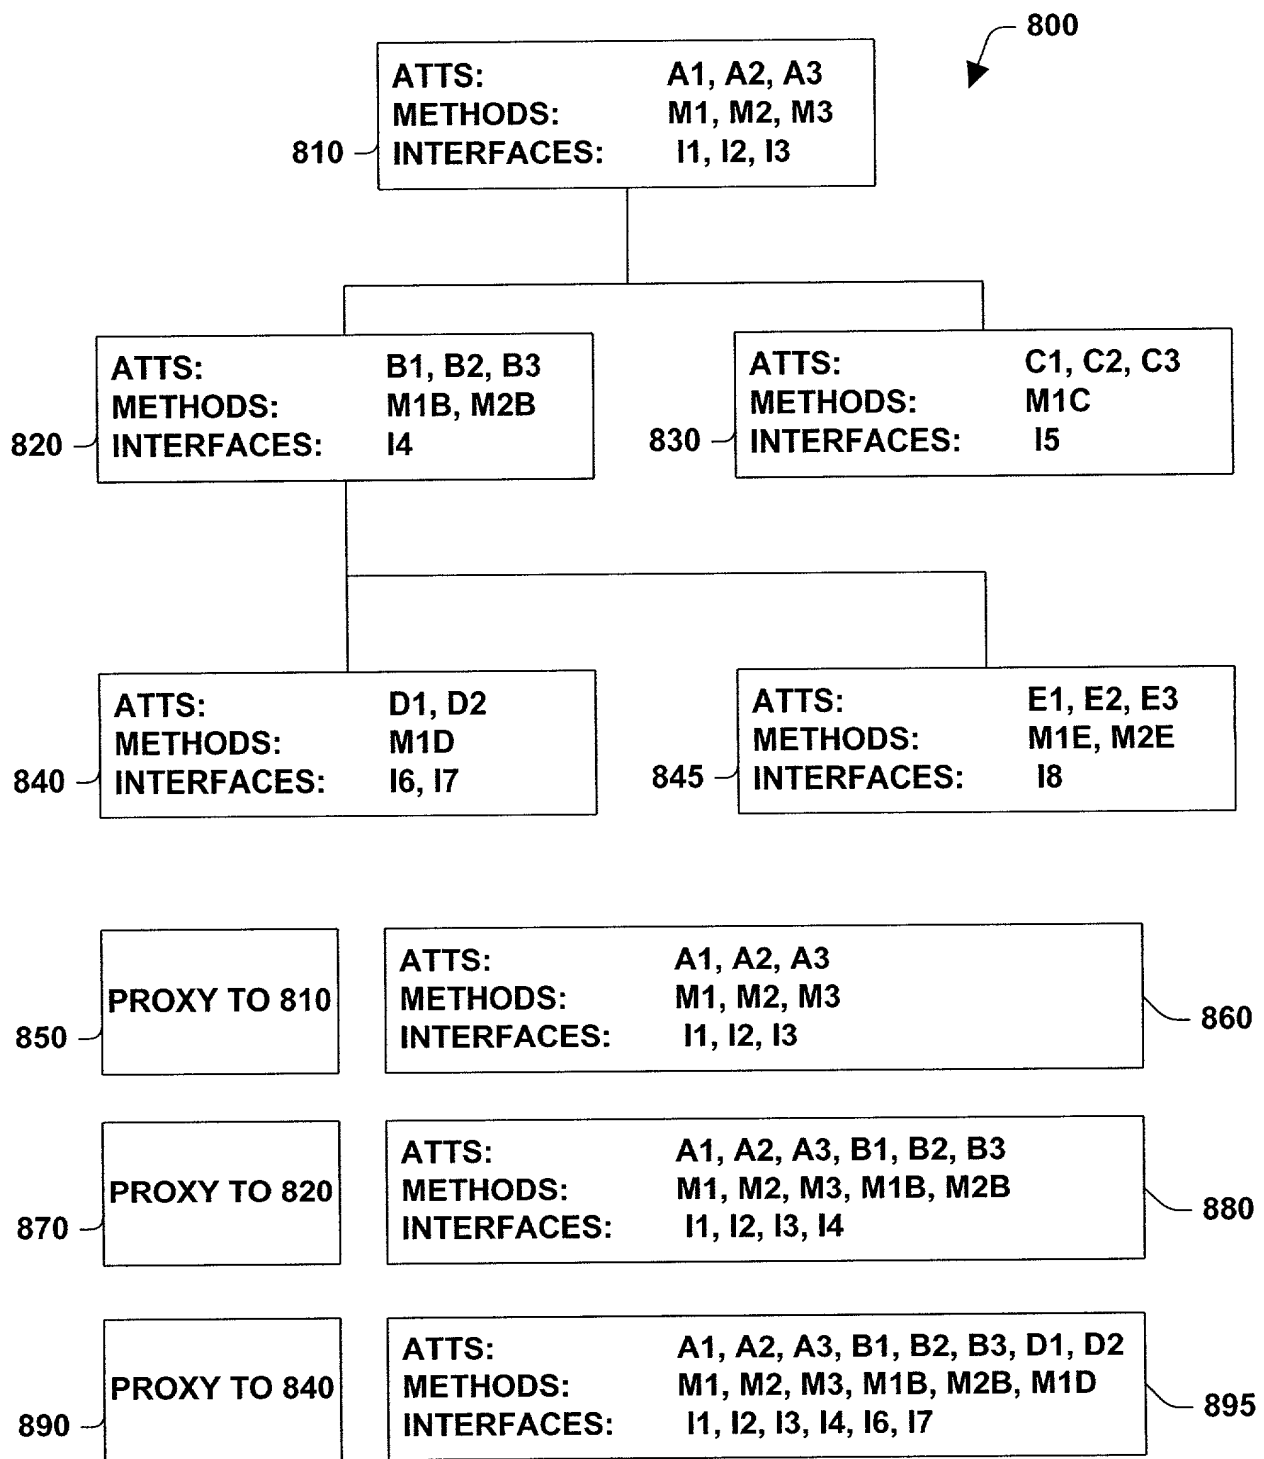 800
ATTS: A1, A2, A3
METHODS: M1, M2, M3
810 INTERFACES: I1, I2, I3
ATTS: B1, B2, B3
METHODS: M1B, M2B
820 INTERFACES: I4
ATTS: C1, C2, C3
METHODS: M1C
830 INTERFACES: I5
ATTS: D1, D2
METHODS: M1D
840 INTERFACES: I6, I7
ATTS: E1, E2, E3
METHODS: M1E, M2E
845 INTERFACES: I8
PROXY TO 810
850
ATTS: A1, A2, A3
METHODS: M1, M2, M3
INTERFACES: I1, I2, I3
860
PROXY TO 820
870
ATTS: A1, A2, A3, B1, B2, B3
METHODS: M1, M2, M3, M1B, M2B
INTERFACES: I1, I2, I3, I4
880
PROXY TO 840
890
ATTS: A1, A2, A3, B1, B2, B3, D1, D2
METHODS: M1, M2, M3, M1B, M2B, M1D
INTERFACES: I1, I2, I3, I4, I6, I7
895